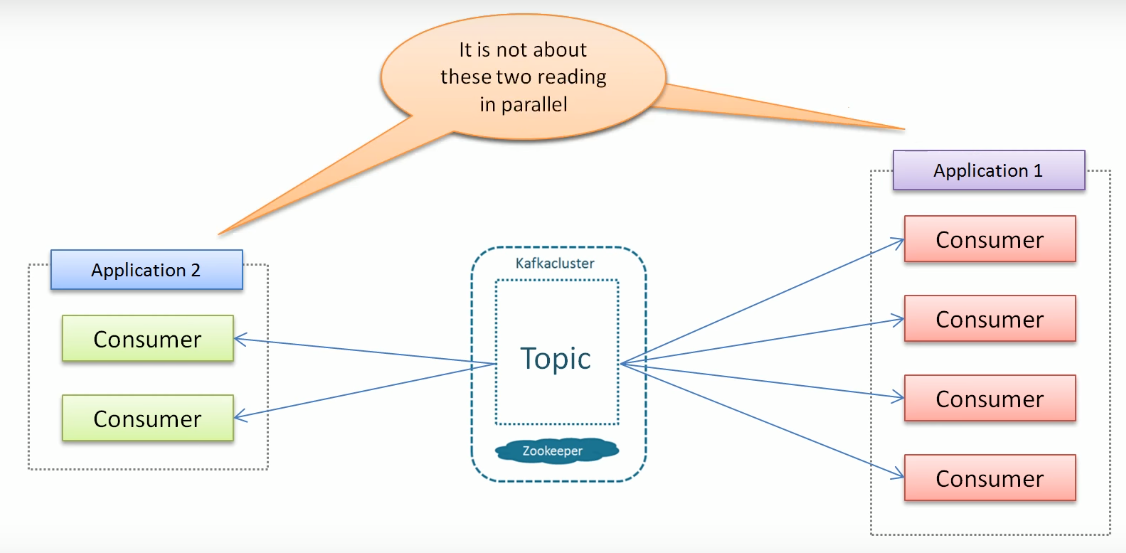 It is not about
these two reading
in parallel
Application 1
Consumer
Consumer
Consumer
Consumer
Application 2
Consumer
Consumer
Kafkacluster
Topic
Zookeeper